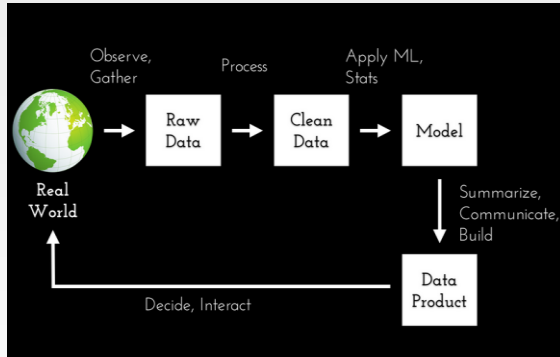 Observe,
Gather
Process
Apply ML,
Stats
Raw
Data
Clean
Data
Model
Real
World
Summarize,
Communicate,
Build
Data
Product
Decide, Interact